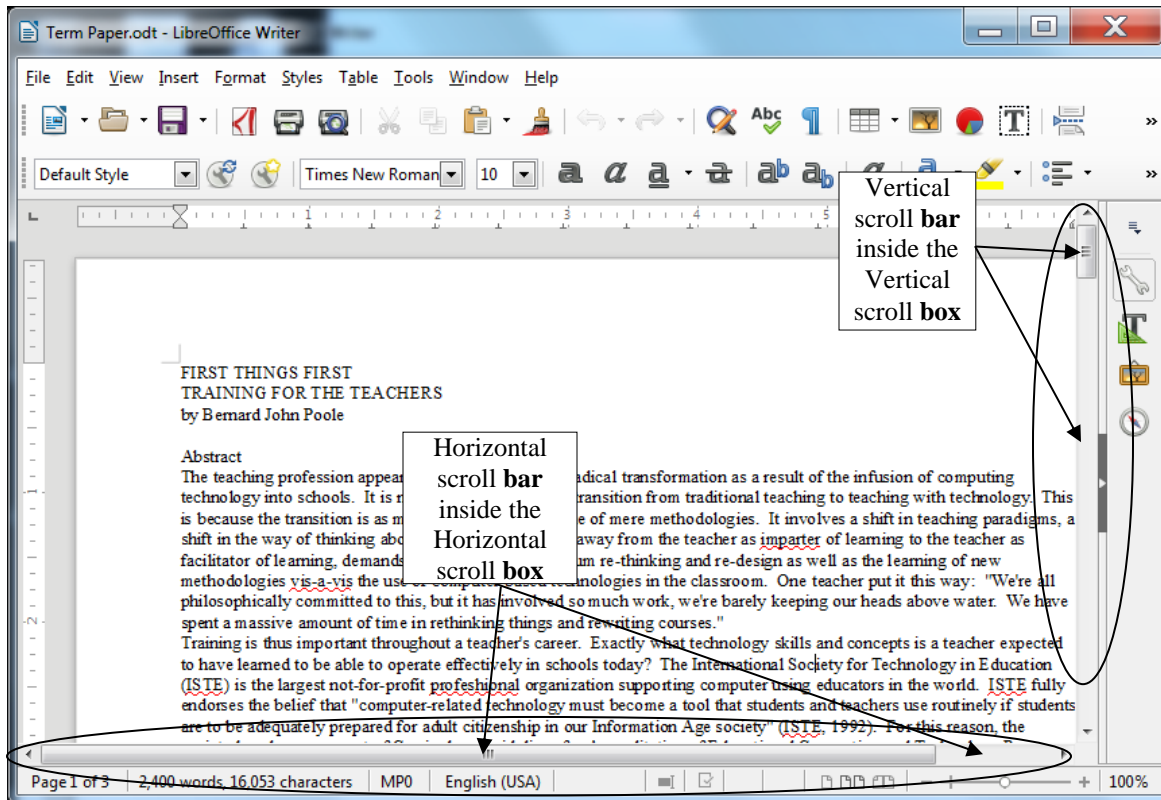 Term Paper.odt - LibreOffice Writer
File Edit View Insert Format Styles Table Tools Window Help
Abc
T
»
Default Style
Times New Roman
10
a a a a ab ab a a
»
1 2 3 4 5
Vertical
scroll bar
inside the
Vertical
scroll box
FIRST THINGS FIRST
TRAINING FOR THE TEACHERS
by Bernard John Poole
Abstract
The teaching profession appear adical transformation as a result of the infusion of computing
technology into schools. It is ransition from traditional teaching to teaching with technology. This
is because the transition is as m e of mere methodologies. It involves a shift in teaching paradigms, a
shift in the way of thinking abo away from the teacher as imparter of learning to the teacher as
facilitator of learning, demands um re-thinking and re-design as well as the learning of new
methodologies vis-a-vis the use of computer-based technologies in the classroom. One teacher put it this way: "We're all
philosophically committed to this, but it has involved so much work, we're barely keeping our heads above water. We have
spent a massive amount of time in rethinking things and rewriting courses."
Training is thus important throughout a teacher's career. Exactly what technology skills and concepts is a teacher expected
to have learned to be able to operate effectively in schools today? The International Society for Technology in Education
(ISTE) is the largest not-for-profit profeshional organization supporting computer using educators in the world. ISTE fully
endorses the belief that "computer-related technology must become a tool that students and teachers use routinely if students
are to be adequately prepared for adult citizenship in our Information Age society" (ISTE, 1992). For this reason, the
Horizontal
scroll bar
inside the
Horizontal
scroll box
1
2
Page 1 of 3 2,400 words, 16,053 characters MP0 English (USA) 100%